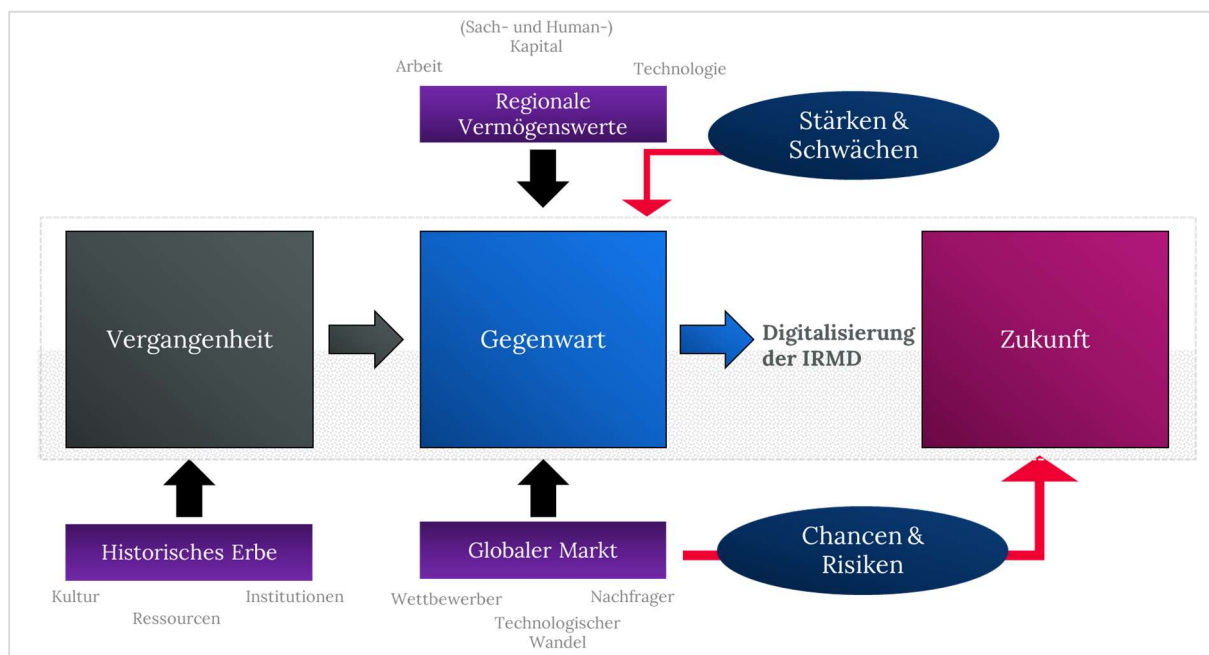 (Sach- und Human-)
Kapital
Arbeit
Technologie
Regionale
Vermögenswerte
Stärken &
Schwächen
Vergangenheit
Gegenwart
Digitalisierung
der IRMD
Zukunft
Historisches Erbe
Globaler Markt
Chancen &
Risiken
Kultur
Institutionen
Ressourcen
Wettbewerber
Nachfrager
Technologischer
Wandel